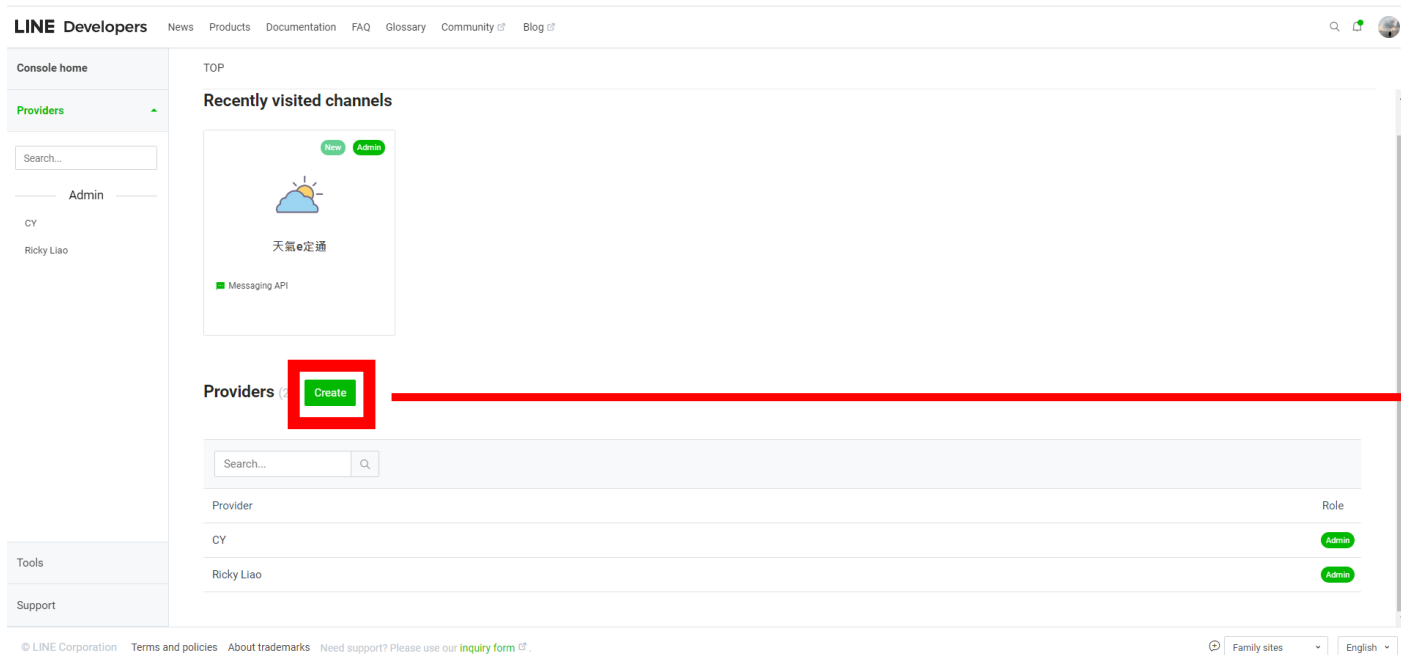 LINE Developers News Products Documentation FAQ Glossary Community Blog
Console home
TOP
Providers
Recently visited channels
Search...
New Admin
Admin
CY
Ricky Liao
天氣e定通
Messaging API
Providers (2 Create
Search...
Provider Role
CY Admin
Ricky Liao Admin
Tools
Support
© LINE Corporation Terms and policies About trademarks Need support? Please use our inquiry form .
Family sites English